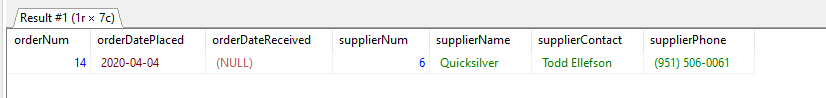 Result #1 (1r × 7c)
orderNum orderDatePlaced orderDateReceived supplierNum supplierName supplierContact supplierPhone
14 2020-04-04 (NULL) 6 Quicksilver Todd Ellefson (951) 506-0061